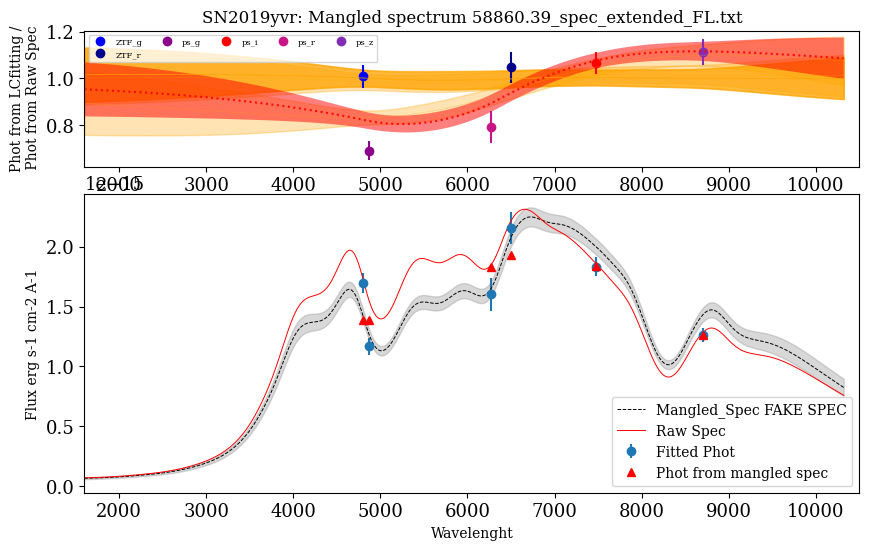 SN2019yvr: Mangled spectrum 58860.39_spec_extended_FL.txt
Phot from LCfitting /
Phot from Raw Spec
1.2
1.0
0.8
ZTF_g ps_g ps_i ps_r ps_z
ZTF_r
2000 3000 4000 5000 6000 7000 8000 9000 10000
1e−15
Flux erg s-1 cm-2 A-1
2.0
1.5
1.0
0.5
0.0
Mangled_Spec FAKE SPEC
Raw Spec
Fitted Phot
Phot from mangled spec
2000 3000 4000 5000 6000 7000 8000 9000 10000
Wavelenght